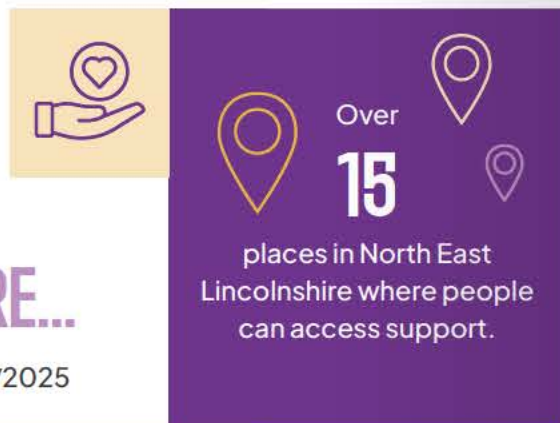 RE...
/2025
Over
15
places in North East
Lincolnshire where people
can access support.